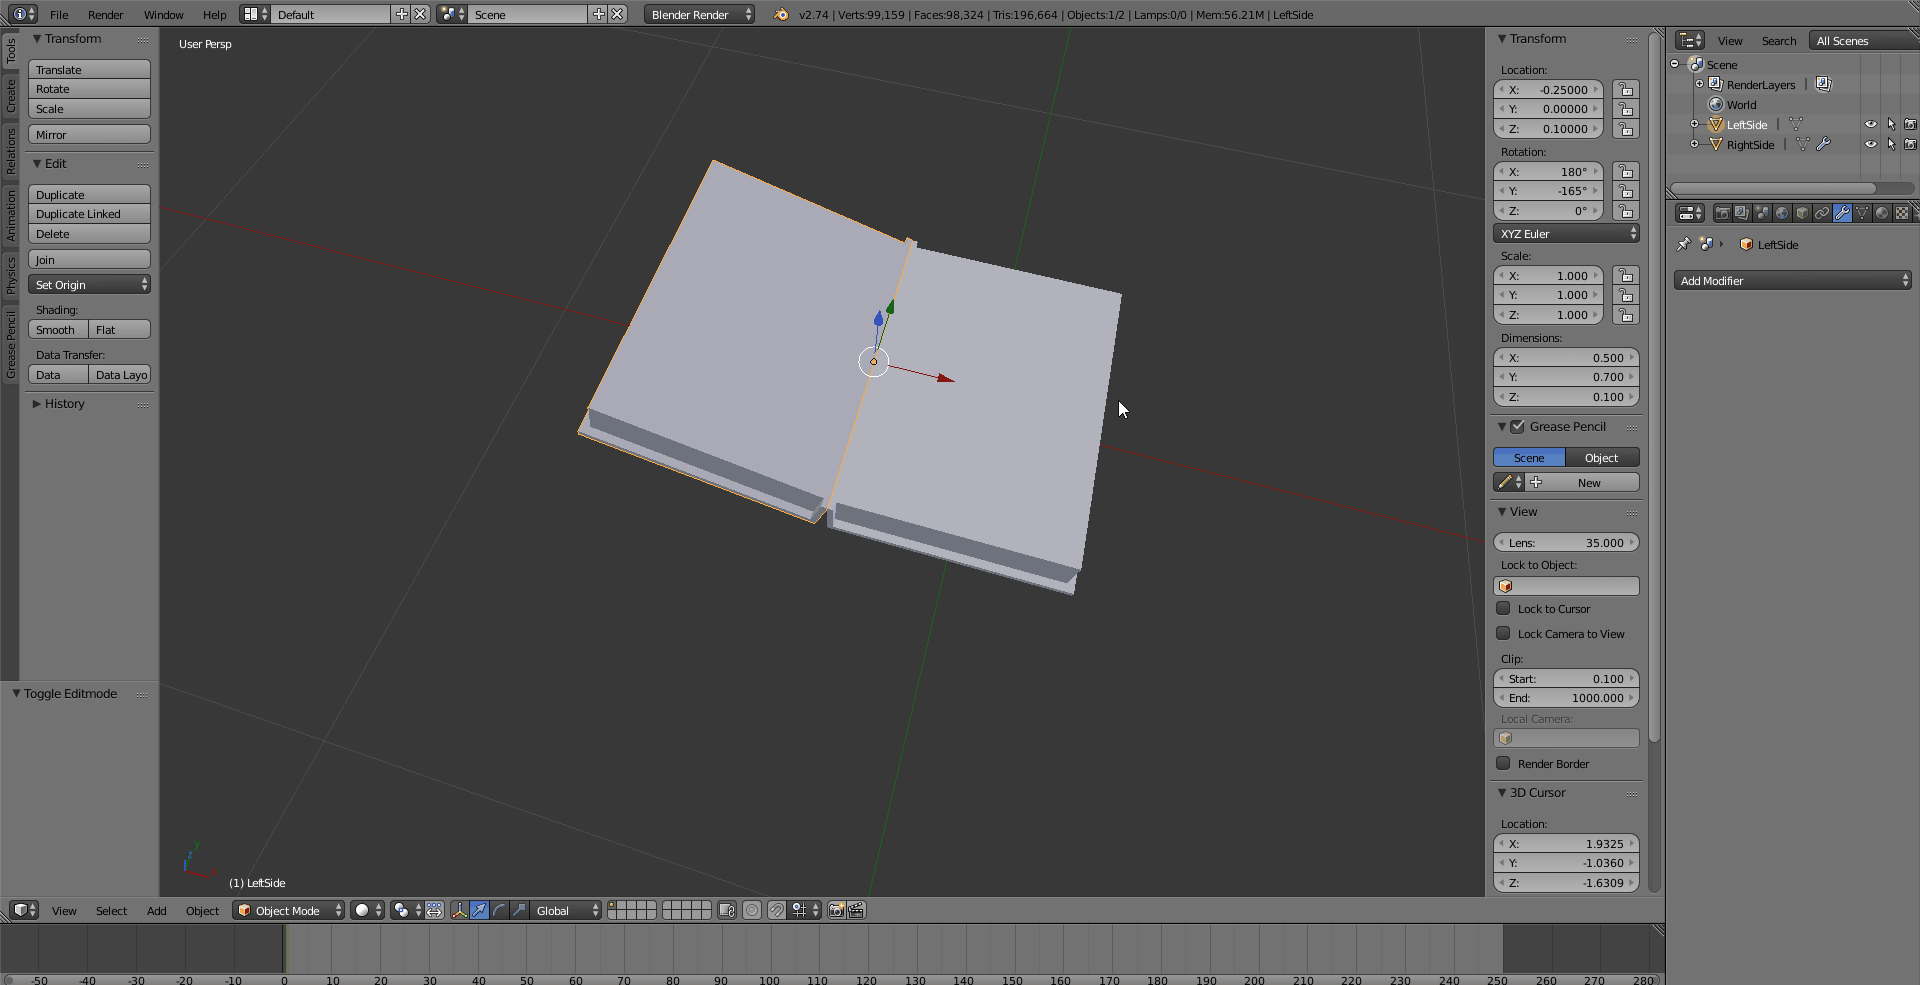 File Render Window Help Default Scene Blender Render v2.74 | Verts:99,159 | Faces:98,324 | Tris:196,664 | Objects:1/2 | Lamps:0/0 | Mem:56.21M | LeftSide
Tools
Create
Relations
Animation
Physics
Grease Pencil
Transform
Translate
Rotate
Scale
Mirror
Edit
Duplicate
Duplicate Linked
Delete
Join
Set Origin
Shading:
Smooth Flat
Data Transfer:
Data Data Layo
History
Toggle Editmode
User Persp
(1) LeftSide
Transform
Location:
X: -0.25000
Y: 0.00000
Z: 0.10000
Rotation:
X: 180°
Y: -165°
Z: 0°
XYZ Euler
Scale:
X: 1.000
Y: 1.000
Z: 1.000
Dimensions:
X: 0.500
Y: 0.700
Z: 0.100
Grease Pencil
Scene Object
New
View
Lens: 35.000
Lock to Object:
Lock to Cursor
Lock Camera to View
Clip:
Start: 0.100
End: 1000.000
Local Camera:
Render Border
3D Cursor
Location:
X: 1.9325
Y: -1.0360
Z: -1.6309
View Search All Scenes
Scene
RenderLayers
World
LeftSide
RightSide
LeftSide
Add Modifier
View Select Add Object Object Mode Global
-50 -40 -30 -20 -10 0 10 20 30 40 50 60 70 80 90 100 110 120 130 140 150 160 170 180 190 200 210 220 230 240 250 260 270 280